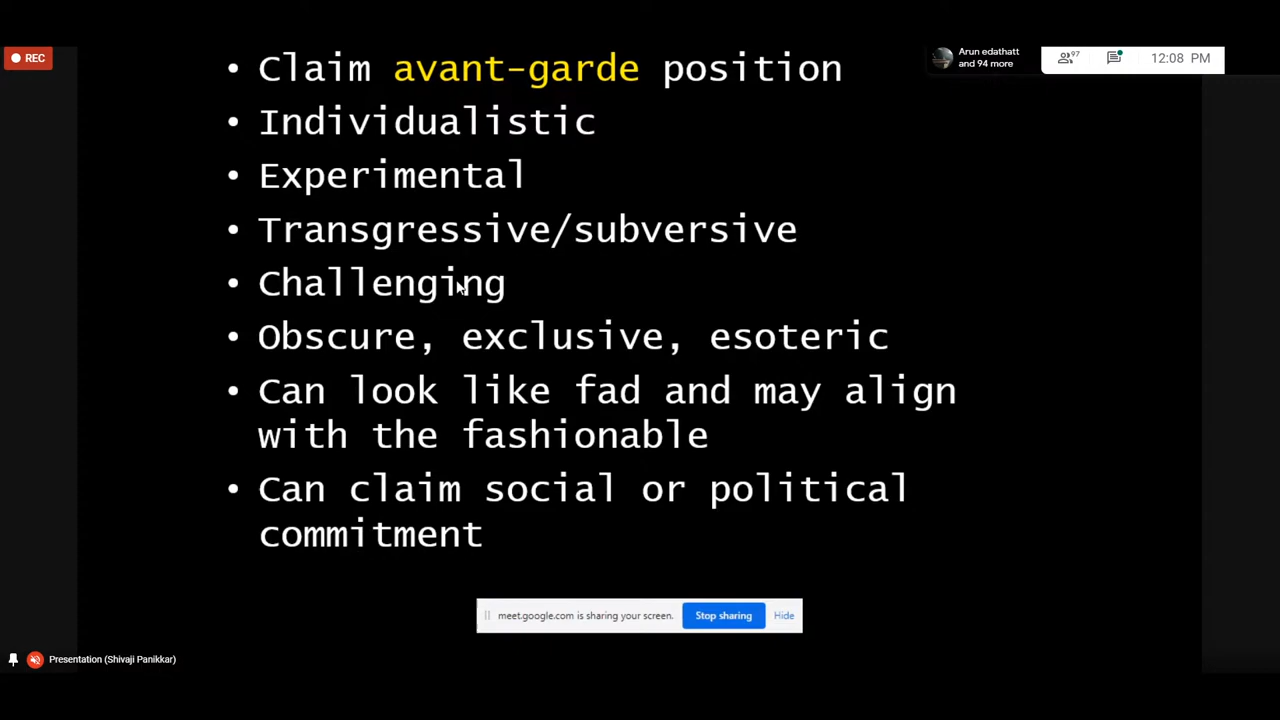 REC
Arun edathatt
and 94 more
97
12:08 PM
• Claim avant-garde position
• Individualistic
• Experimental
• Transgressive/subversive
• Challenging
• Obscure, exclusive, esoteric
• Can look like fad and may align
with the fashionable
• Can claim social or political
commitment
meet.google.com is sharing your screen.
Stop sharing
Hide
Presentation (Shivaji Panikkar)